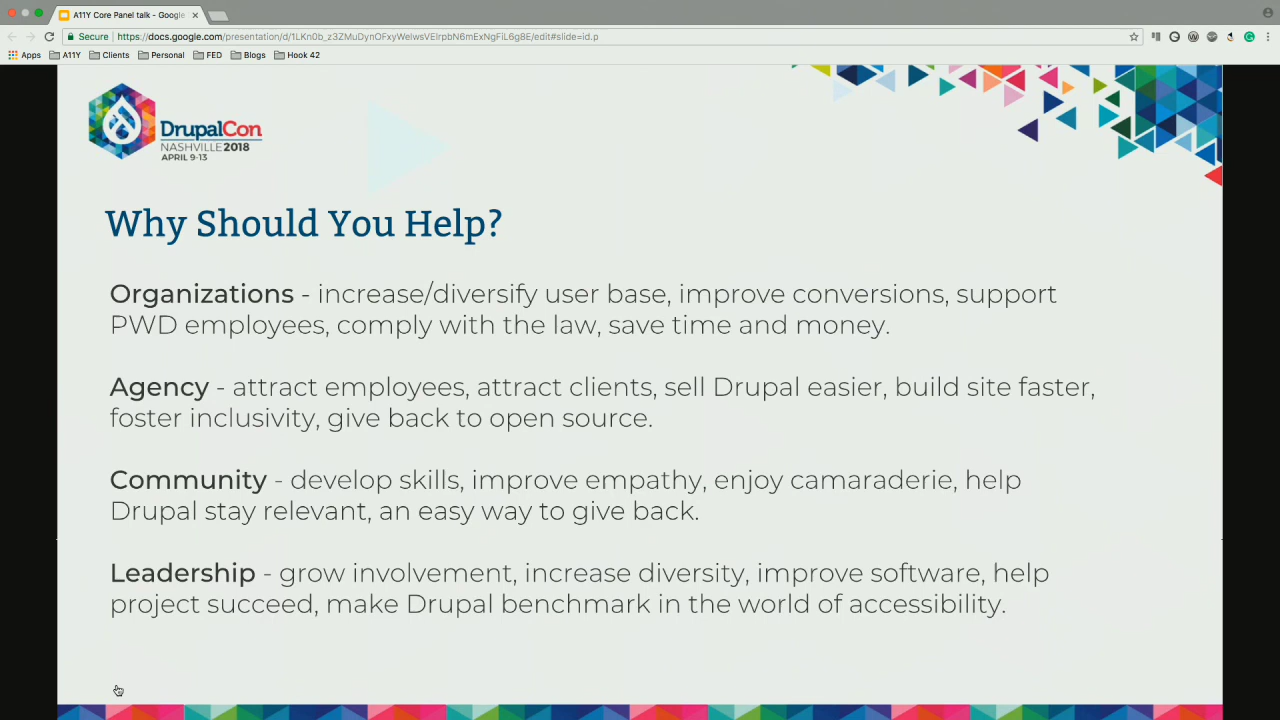 A11Y Core Panel talk - Google
Secure
https://docs.google.com/presentation/d/1LKn0b_z3ZMuDynOFxyWelwsVEIrpbN6mExNgFiL6g8E/edit#slide=id.p
Apps A11Y Clients Personal FED Blogs Hook 42
DrupalCon
NASHVILLE 2018
APRIL 9-13
Why Should You Help?
Organizations - increase/diversify user base, improve conversions, support
PWD employees, comply with the law, save time and money.
Agency - attract employees, attract clients, sell Drupal easier, build site faster,
foster inclusivity, give back to open source.
Community - develop skills, improve empathy, enjoy camaraderie, help
Drupal stay relevant, an easy way to give back.
Leadership - grow involvement, increase diversity, improve software, help
project succeed, make Drupal benchmark in the world of accessibility.